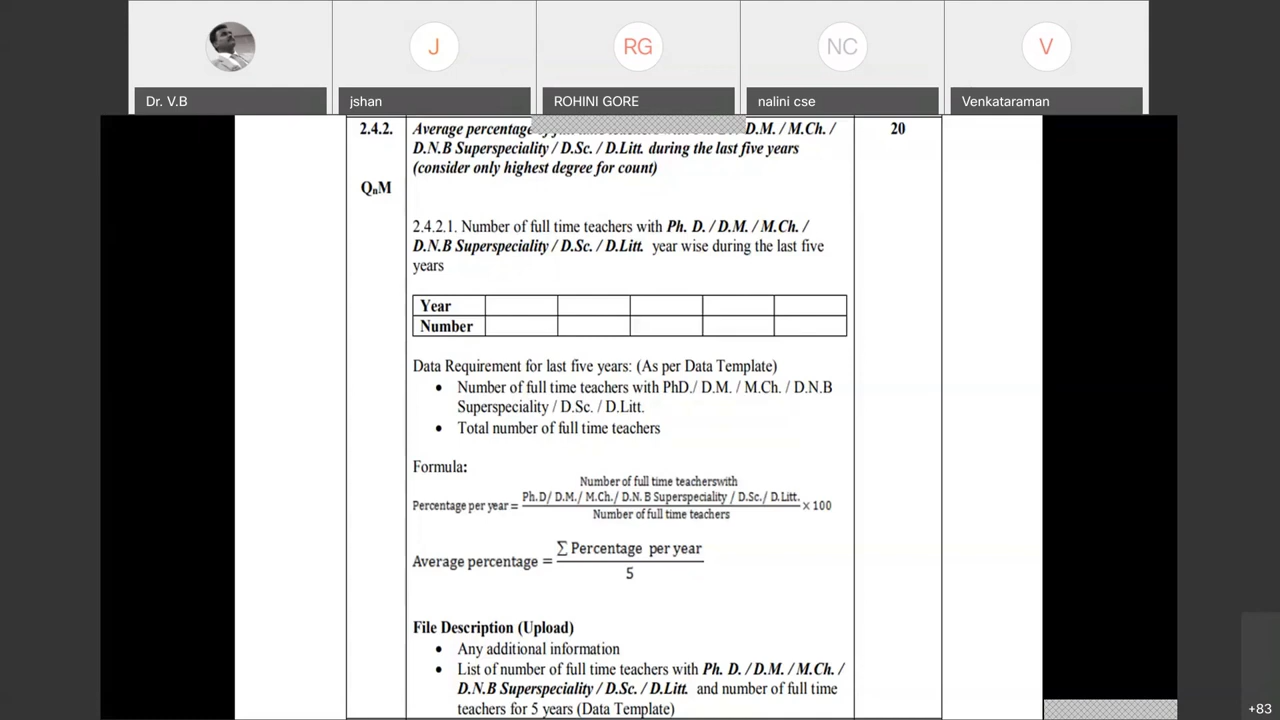 J
RG
NC
V
Dr. V.B
jshan
ROHINI GORE
nalini cse
Venkataraman
2.4.2.
Average percentage D.M. / M.Ch. /
20
D.N.B Superspeciality / D.Sc. / D.Litt. during the last five years
(consider only highest degree for count)
QnM
2.4.2.1. Number of full time teachers with Ph. D. / D.M. / M.Ch. /
D.N.B Superspeciality / D.Sc. / D.Litt. year wise during the last five
years
Year
Number
Data Requirement for last five years: (As per Data Template)
• Number of full time teachers with PhD./ D.M. / M.Ch. / D.N.B
Superspeciality / D.Sc. / D.Litt.
• Total number of full time teachers
Formula:
Number of full time teacherswith
Ph.D/ D.M./ M.Ch./ D.N. B Superspeciality / D.Sc./ D.Litt.
Percentage per year = × 100
Number of full time teachers
∑ Percentage per year
Average percentage =
5
File Description (Upload)
• Any additional information
• List of number of full time teachers with Ph. D. / D.M. / M.Ch. /
D.N.B Superspeciality / D.Sc. / D.Litt. and number of full time
teachers for 5 years (Data Template)
+83